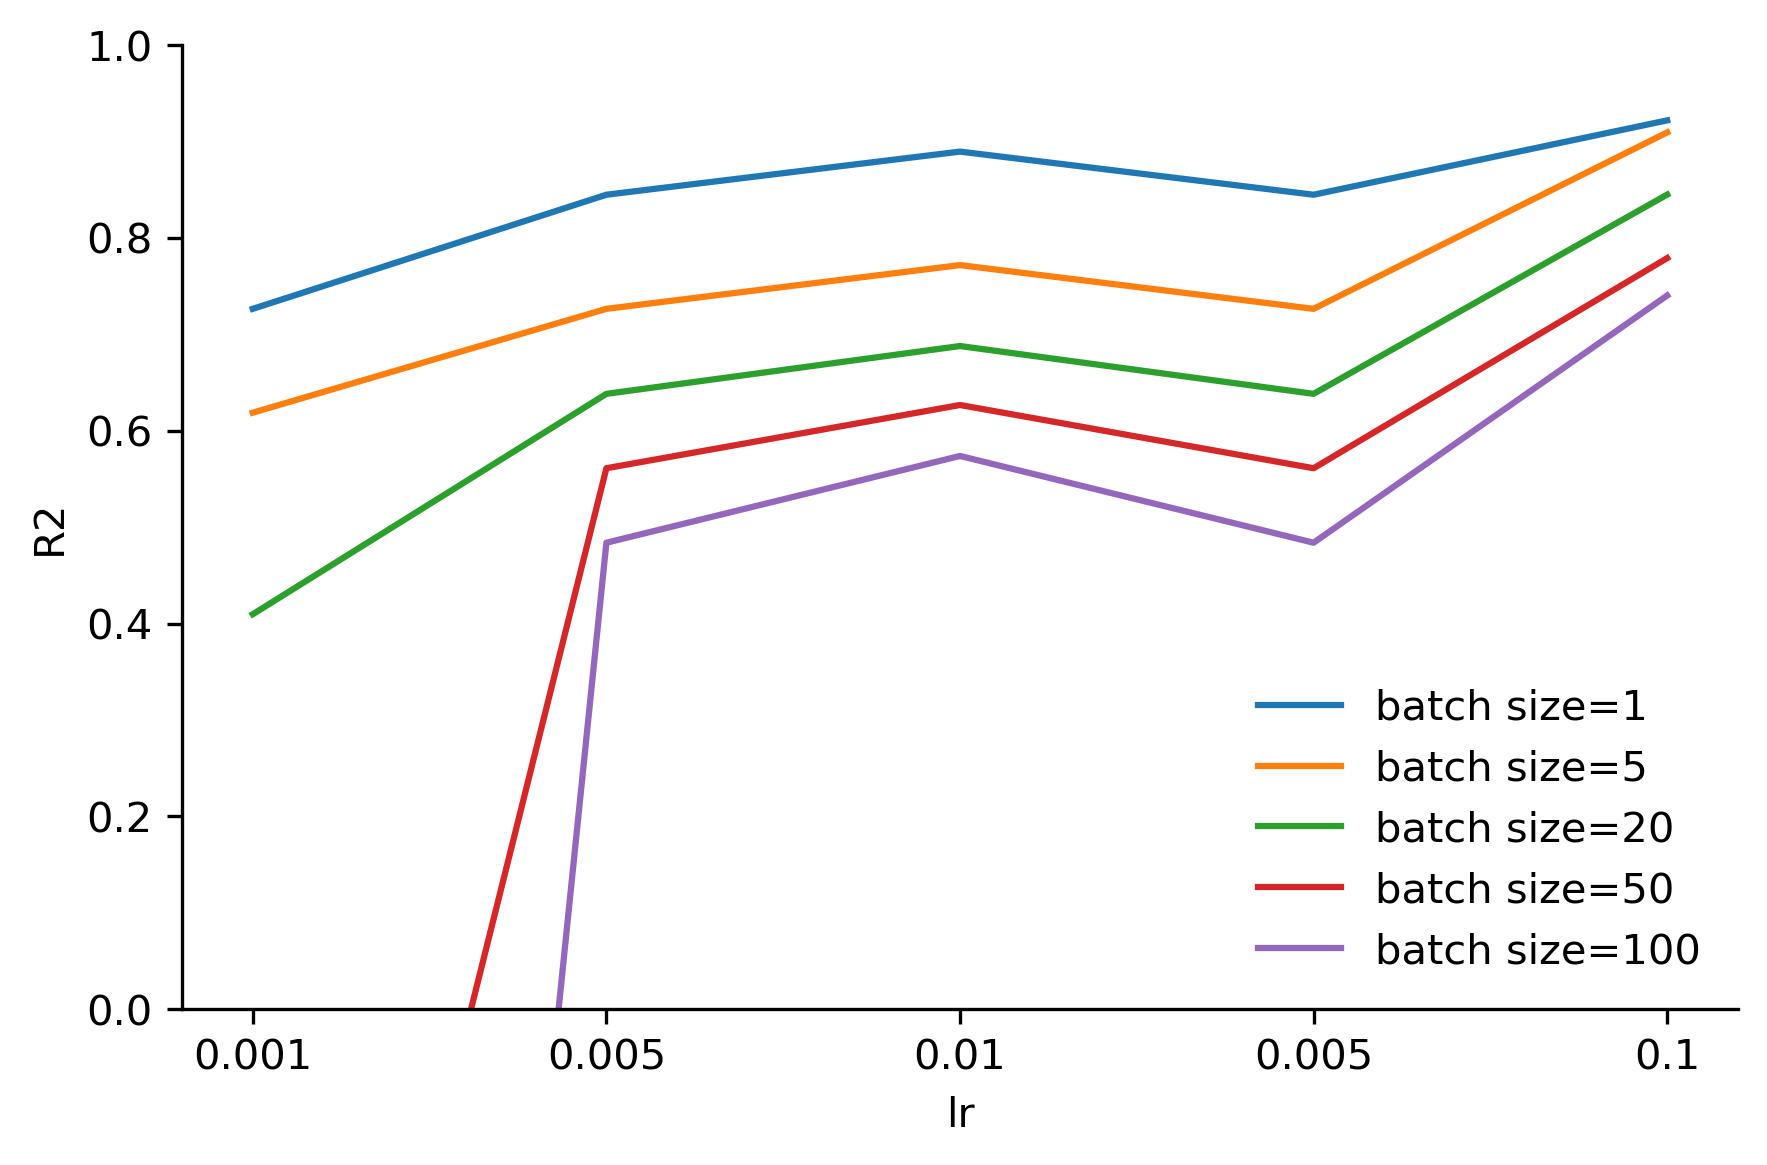 1.0
0.8
0.6
0.4
0.2
0.0
R2
0.001 0.005 0.01 0.005 0.1
lr
batch size=1
batch size=5
batch size=20
batch size=50
batch size=100